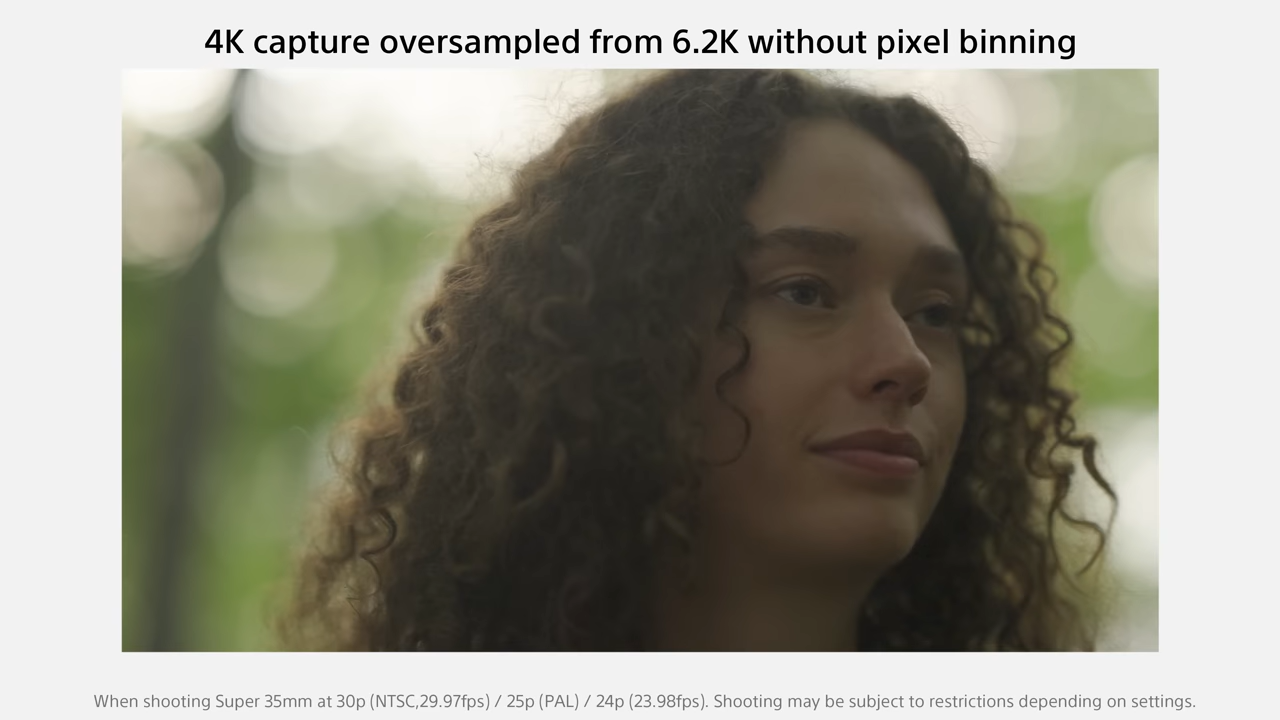 4K capture oversampled from 6.2K without pixel binning
When shooting Super 35mm at 30p (NTSC,29.97fps) / 25p (PAL) / 24p (23.98fps). Shooting may be subject to restrictions depending on settings.